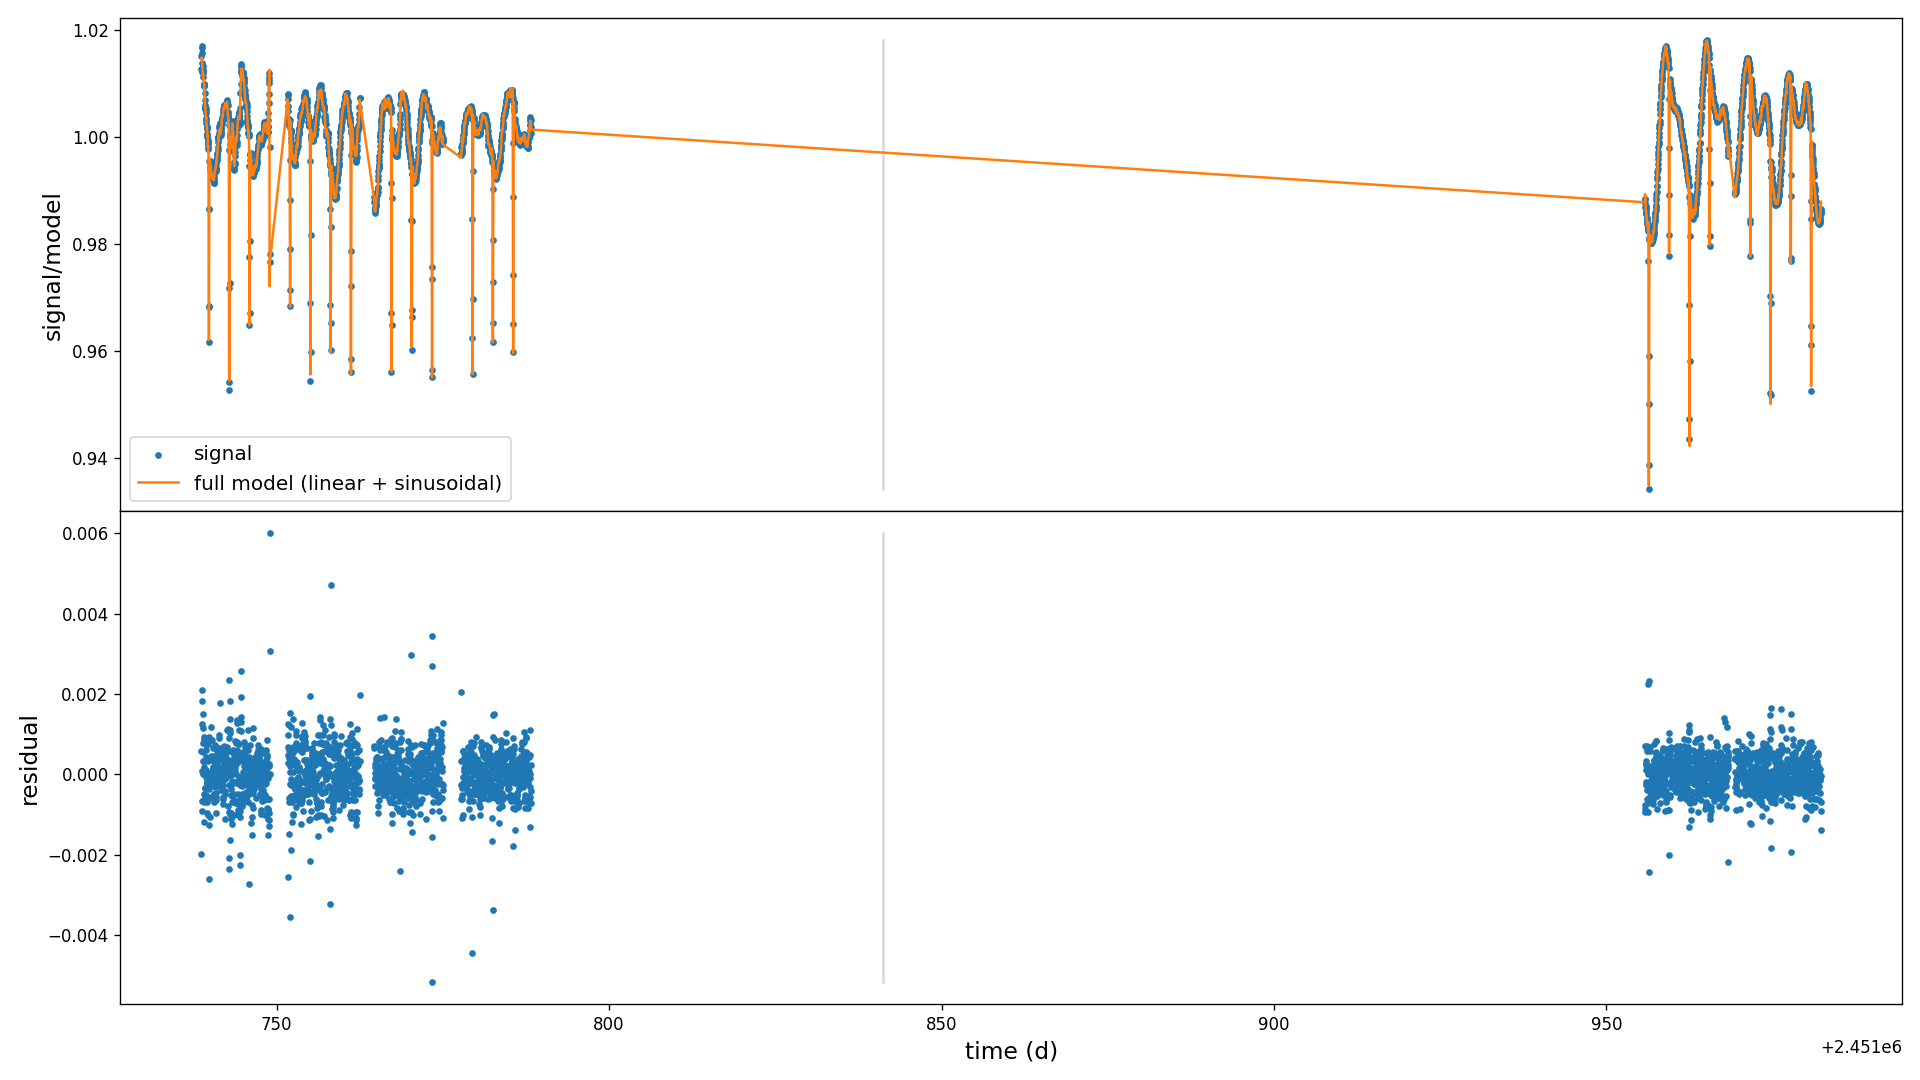 1.02
1.00
0.98
0.96
0.94
signal/model
signal
full model (linear + sinusoidal)
0.006
0.004
0.002
0.000
−0.002
−0.004
residual
750
800
850
900
950
time (d)
+2.451e6